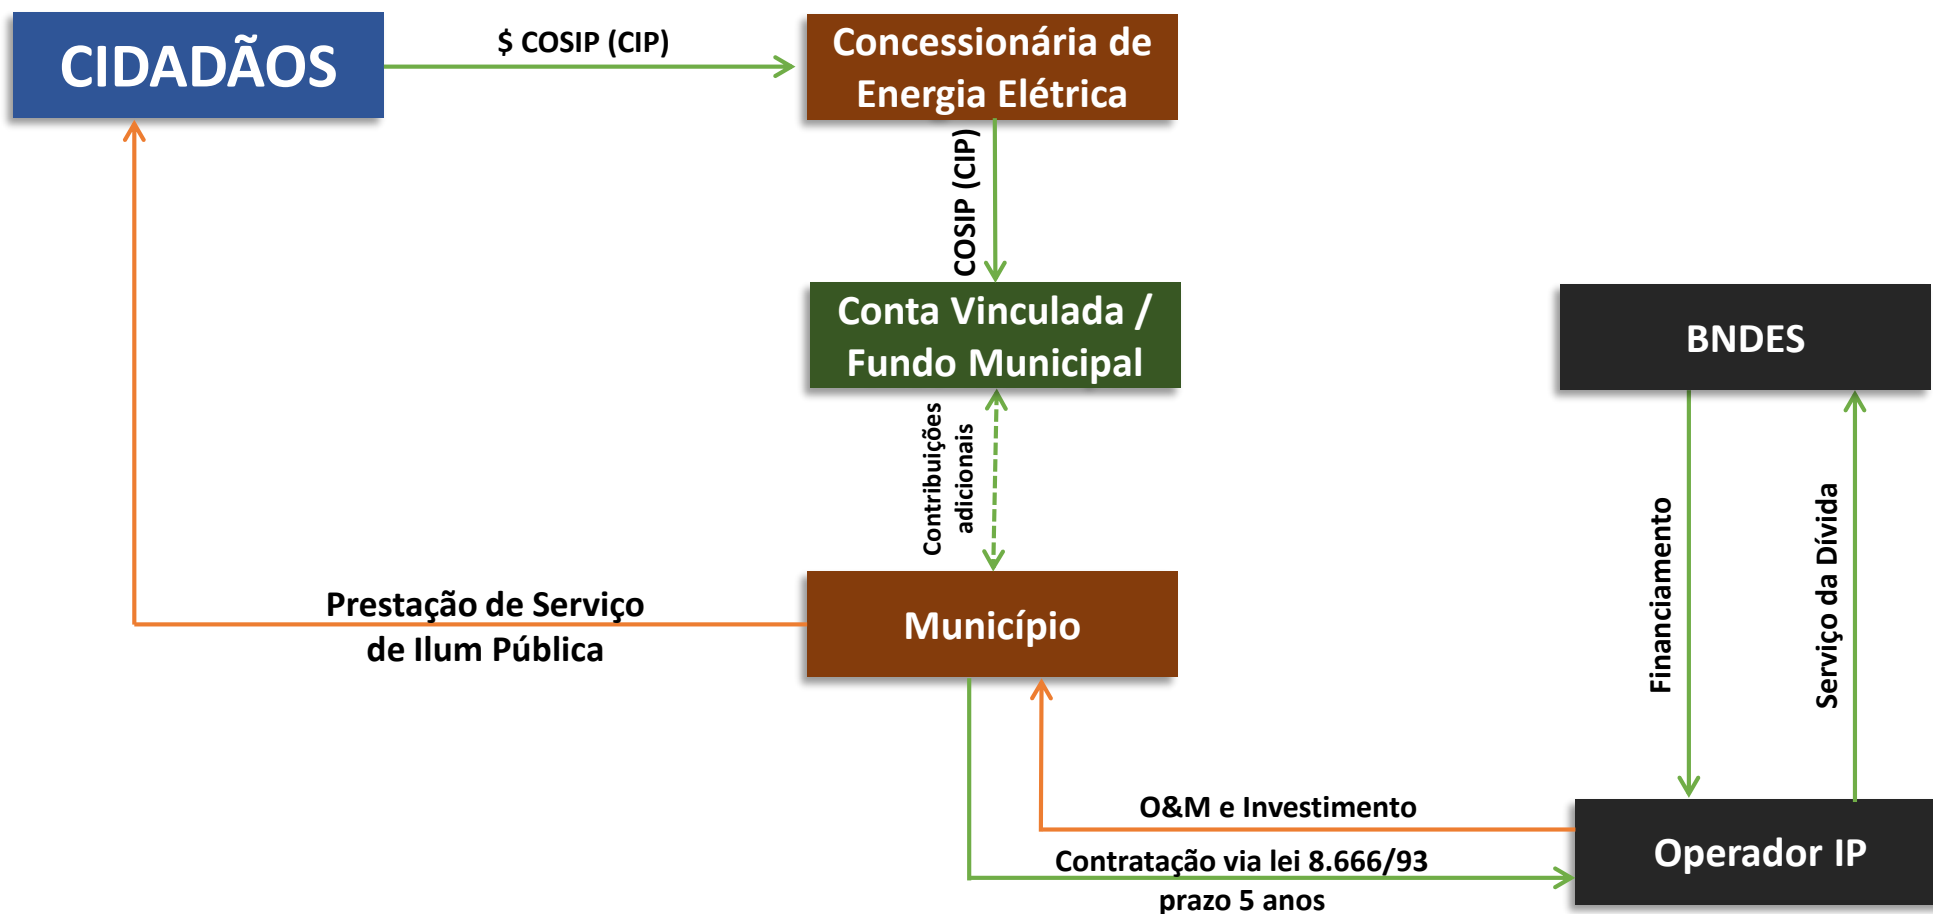 CIDADÃOS
$ COSIP (CIP)
Concessionária de
Energia Elétrica
COSIP (CIP)
Conta Vinculada /
Fundo Municipal
BNDES
Contribuições
adicionais
Financiamento
Serviço da Dívida
Prestação de Serviço
de Ilum Pública
Município
O&M e Investimento
Operador IP
Contratação via lei 8.666/93
prazo 5 anos